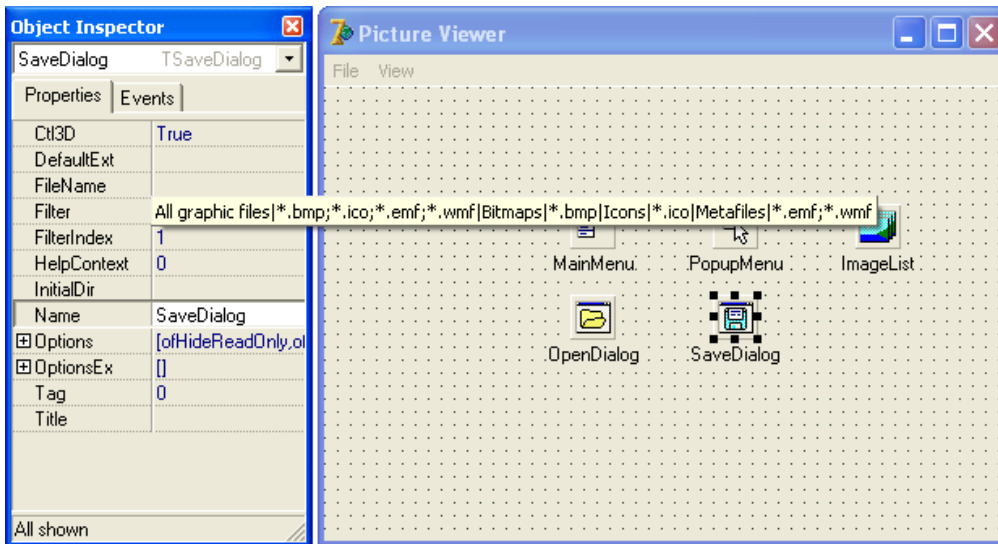 Object Inspector
SaveDialog TSaveDialog
Properties Events
Ctl3D True
DefaultExt
FileName
Filter All graphic files|*.bmp;*.ico;*.emf;*.wmf|Bitmaps|*.bmp|Icons|*.ico|Metafiles|*.emf;*.wmf
FilterIndex 1
HelpContext 0
InitialDir
Name SaveDialog
Options [ofHideReadOnly,of
OptionsEx []
Tag 0
Title
All shown
Picture Viewer
File View
MainMenu PopupMenu ImageList
OpenDialog SaveDialog